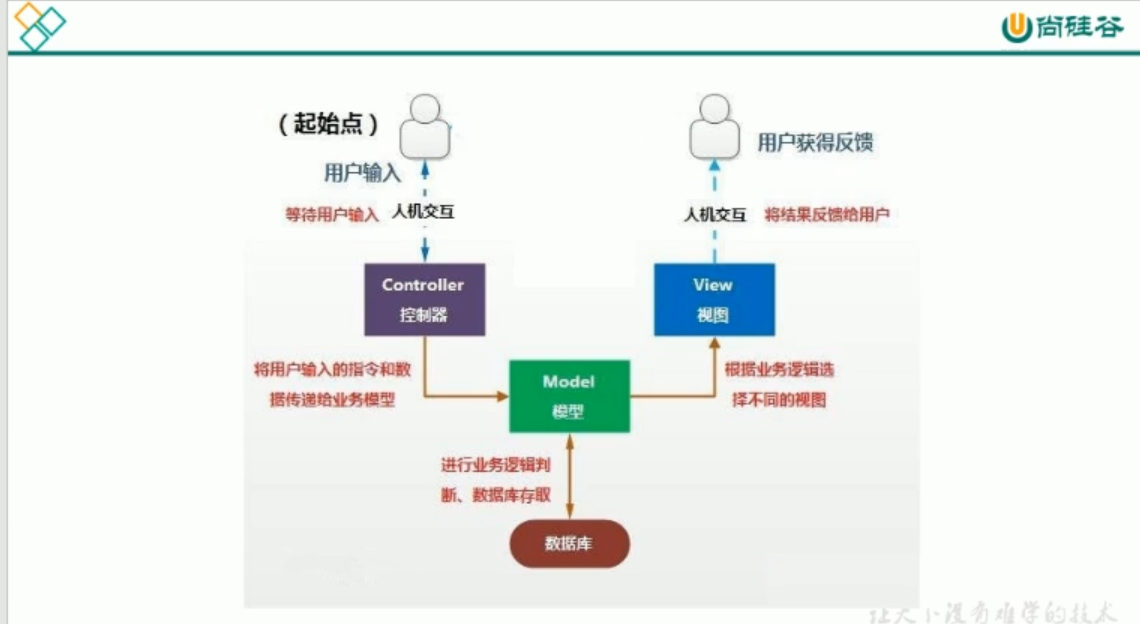 尚硅谷
（起始点）
用户输入
用户获得反馈
等待用户输入
人机交互
人机交互
将结果反馈给用户
Controller
控制器
View
视图
将用户输入的指令和数
据传递给业务模型
Model
模型
根据业务逻辑选
择不同的视图
进行业务逻辑判
断、数据库存取
数据库
让天下没有难学的技术